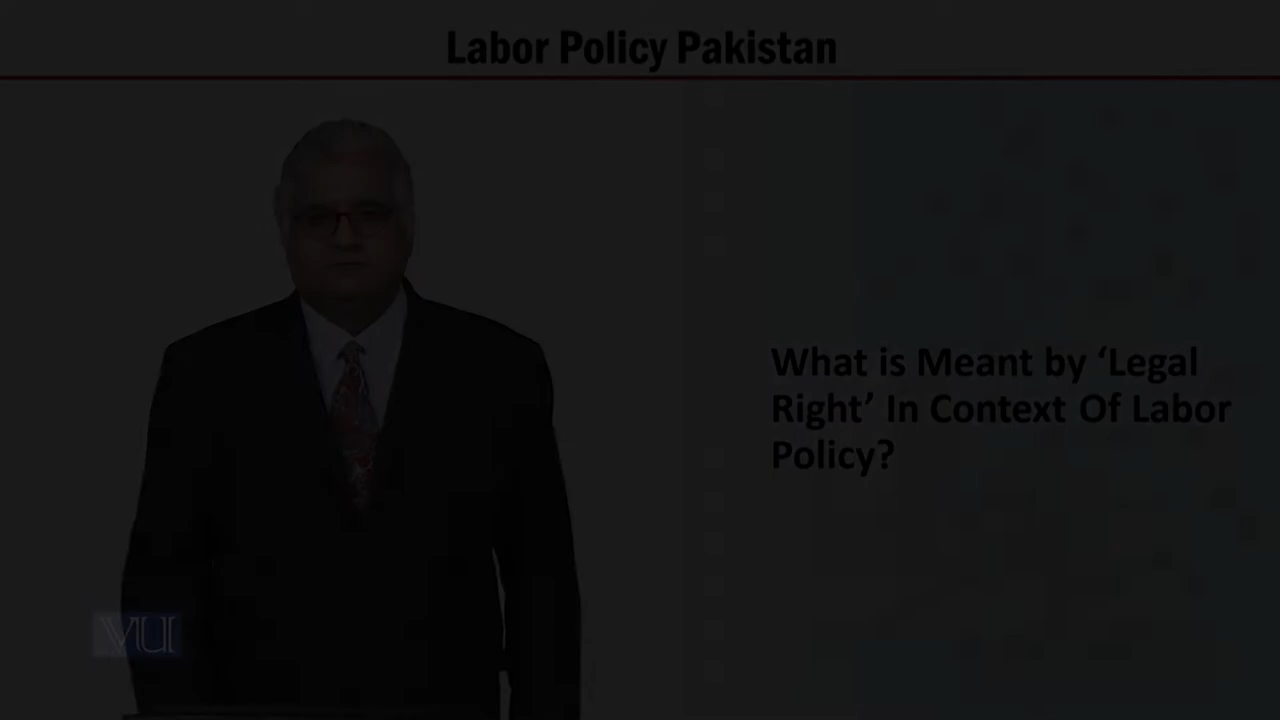 Labor Policy Pakistan
What is Meant by ‘Legal
Right’ In Context Of Labor
Policy?
VU